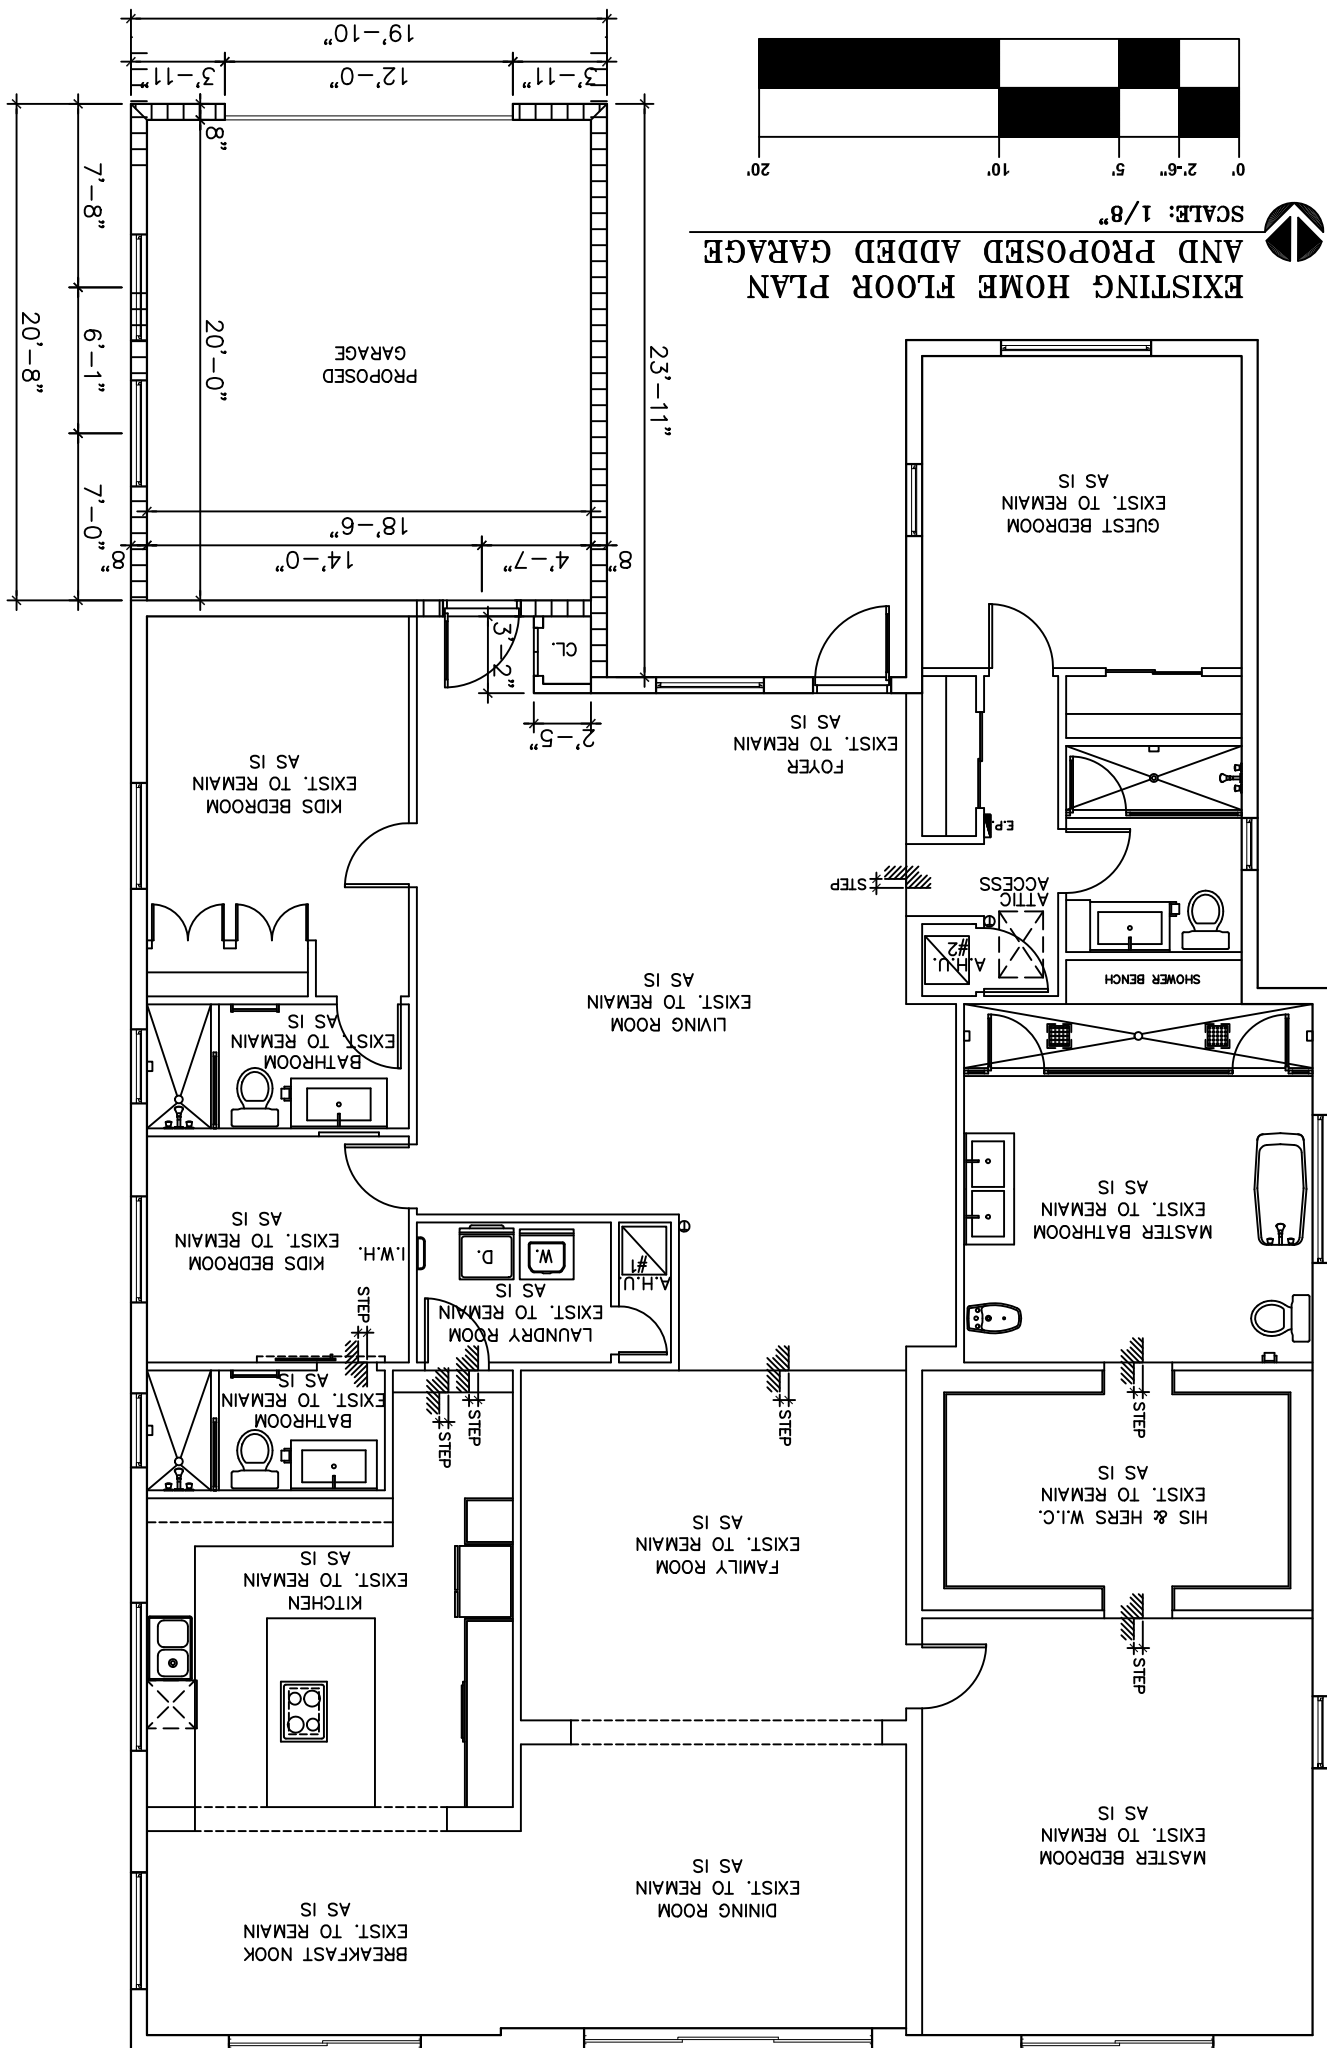 MASTER BEDROOM
EXIST. TO REMAIN
AS IS
DINING ROOM
EXIST. TO REMAIN
AS IS
BREAKFAST NOOK
EXIST. TO REMAIN
AS IS
STEP
HIS & HERS W.I.C.
EXIST. TO REMAIN
AS IS
FAMILY ROOM
EXIST. TO REMAIN
AS IS
KITCHEN
EXIST. TO REMAIN
AS IS
STEP
STEP
STEP
STEP
BATHROOM
EXIST. TO REMAIN
AS IS
STEP
MASTER BATHROOM
EXIST. TO REMAIN
AS IS
A.H.U.
#1
LAUNDRY ROOM
EXIST. TO REMAIN
AS IS
W.
D.
I.W.H.
KIDS BEDROOM
EXIST. TO REMAIN
AS IS
LIVING ROOM
EXIST. TO REMAIN
AS IS
BATHROOM
EXIST. TO REMAIN
AS IS
SHOWER BENCH
A.H.U.
#2
ATTIC
ACCESS
STEP
E.P.
KIDS BEDROOM
EXIST. TO REMAIN
AS IS
FOYER
EXIST. TO REMAIN
AS IS
2'-5"
3'-2"
CL.
GUEST BEDROOM
EXIST. TO REMAIN
AS IS
8"
4'-7"
14'-0"
8"
18'-6"
7'-0"
23'-11"
PROPOSED
GARAGE
20'-0"
6'-1"
20'-8"
7'-8"
8"
3'-11"
12'-0"
3'-11"
19'-10"
EXISTING HOME FLOOR PLAN
AND PROPOSED ADDED GARAGE
SCALE: 1/8"
0' 2'-6" 5' 10' 20'